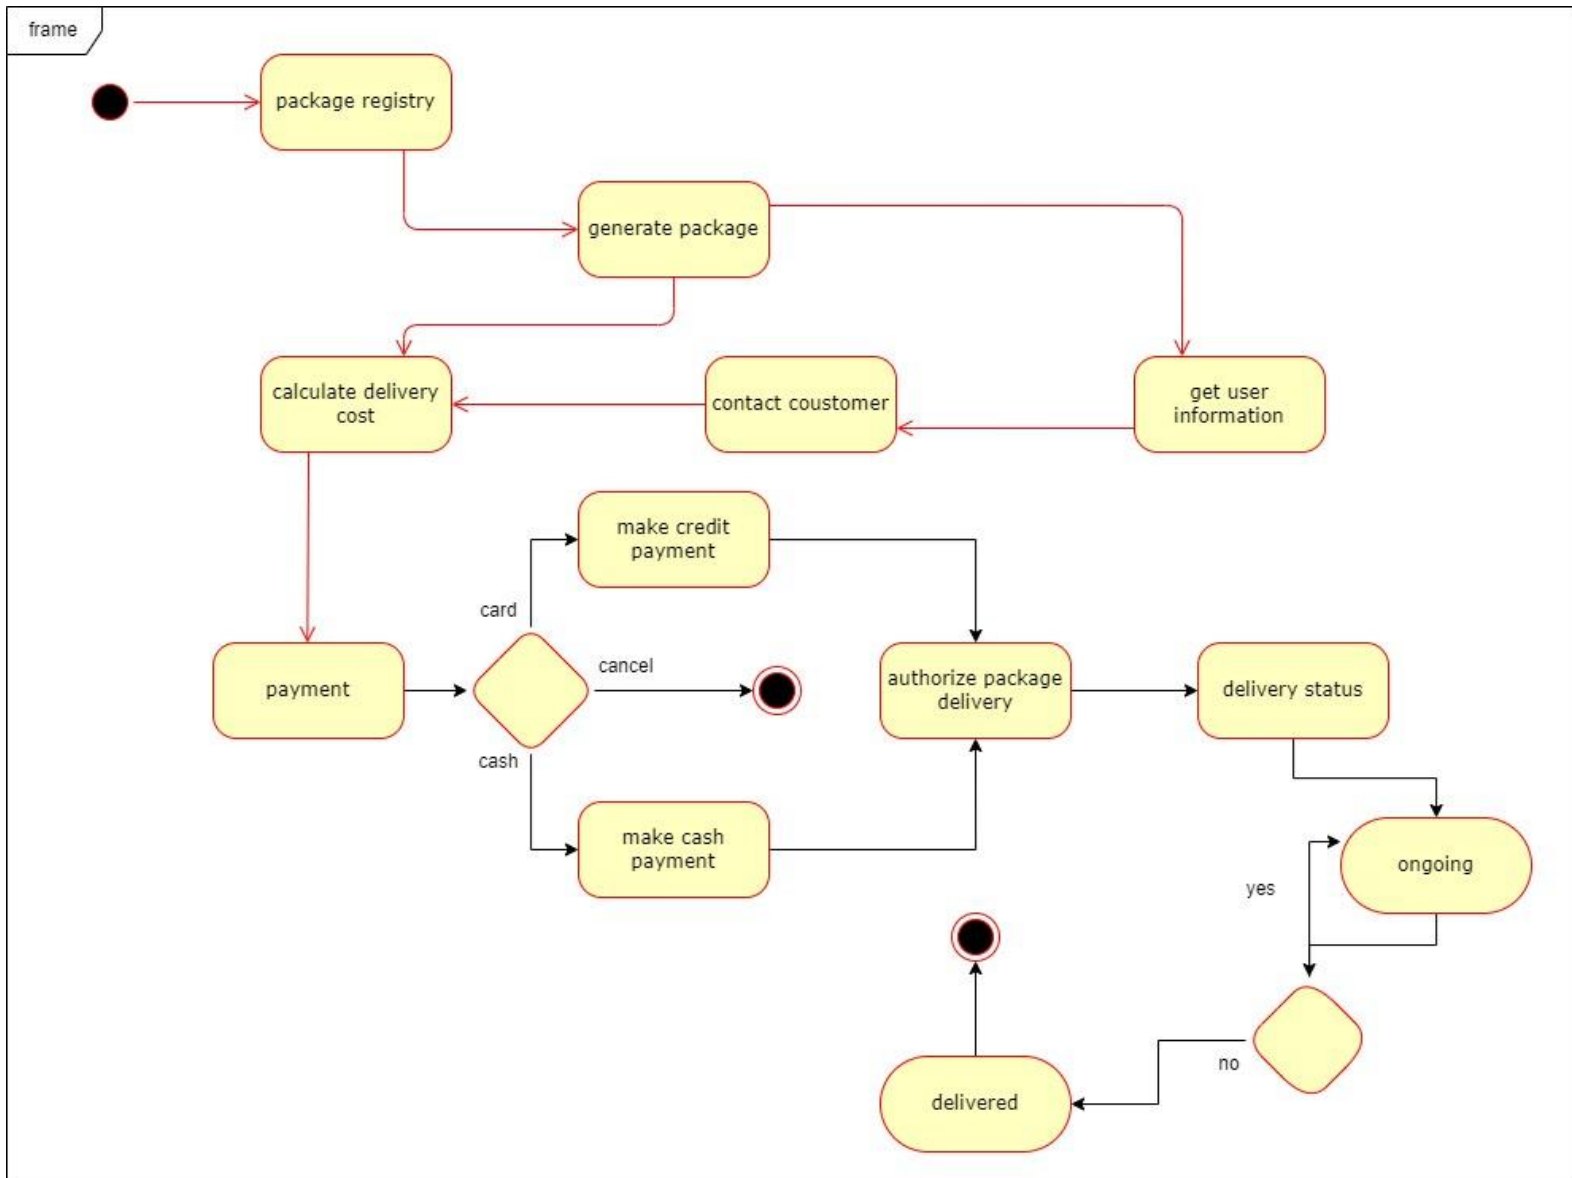 frame
package registry
generate package
calculate delivery
cost
contact coustomer
get user
information
make credit
payment
card
payment
cancel
authorize package
delivery
delivery status
cash
make cash
payment
ongoing
yes
no
delivered